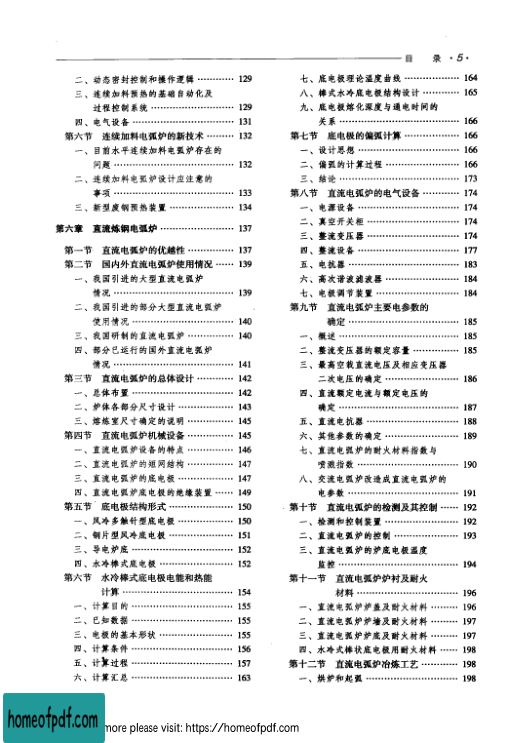 目 录 ·5·
二、动态密封控制和操作逻辑 ………… 129
三、连续加料预热的基础自动化及
过程控制系统 ………………………… 129
四、电气设备 ………………………… 131
第六节 连续加料电弧炉的新技术 ……… 132
一、目前水平连续加料电弧炉存在的
问题 ………………………………… 132
二、连续加料电弧炉设计应注意的
事项 ………………………………… 133
三、新型废钢预热装置 ………………… 134
第六章 直流炼钢电弧炉 ………………… 137
第一节 直流电弧炉的优越性 …………… 137
第二节 国内外直流电弧炉使用情况 …… 139
一、我国引进的大型直流电弧炉
情况 ………………………………… 139
二、我国引进的部分大型直流电弧炉
使用情况 …………………………… 140
三、我国研制的直流电弧炉 …………… 140
四、部分已运行的国外直流电弧炉
情况 ………………………………… 141
第三节 直流电弧炉的总体设计 ………… 142
一、总体布置 ………………………… 142
二、炉体各部分尺寸设计 ……………… 143
三、熔炼室尺寸确定的说明 …………… 145
第四节 直流电弧炉机械设备 …………… 145
一、直流电弧炉设备的特点 …………… 146
二、直流电弧炉的短网结构 …………… 147
三、直流电弧炉的底电极 ……………… 147
四、直流电弧炉底电极的绝缘装置 …… 149
第五节 底电极结构形式 ………………… 150
一、风冷多触针型底电极 ……………… 150
二、钢片型风冷底电极 ………………… 151
三、导电炉底 ………………………… 152
四、水冷棒式底电极 …………………… 152
第六节 水冷棒式底电极电能和热能
计算 ………………………………… 154
一、计算目的 ………………………… 155
二、已知数据 ………………………… 155
三、电极的基本形状 …………………… 155
四、计算条件 ………………………… 156
五、计算过程 ………………………… 157
六、计算汇总 ………………………… 163
七、底电极理论温度曲线 ……………… 164
八、棒式水冷底电极结构设计 ………… 165
九、底电极熔化深度与通电时间的
关系 ………………………………… 166
第七节 底电极的偏弧计算 ……………… 166
一、设计思想 ………………………… 166
二、偏弧的计算过程 …………………… 166
三、结论 ……………………………… 173
第八节 直流电弧炉的电气设备 ………… 174
一、电源设备 ………………………… 174
二、真空开关柜 ……………………… 174
三、整流变压器 ……………………… 174
四、整流设备 ………………………… 177
五、电抗器 …………………………… 183
六、高次谐波滤波器 …………………… 184
七、电极调节装置 ……………………… 184
第九节 直流电弧炉主要电参数的
确定 ………………………………… 185
一、概述 ……………………………… 185
二、整流变压器的额定容量 …………… 185
三、最高空载直流电压及相应变压器
二次电压的确定 …………………… 186
四、直流额定电流与额定电压的
确定 ………………………………… 187
五、直流电抗器 ……………………… 188
六、其他参数的确定 …………………… 189
七、直流电弧炉的耐火材料指数与
喷溅指数 …………………………… 190
八、交流电弧炉改造成直流电弧炉的
电参数 ……………………………… 191
第十节 直流电弧炉的检测及其控制 …… 192
一、检测和控制装置 …………………… 192
二、直流电弧炉的控制 ………………… 193
三、直流电弧炉的炉底电极温度
监控 ………………………………… 194
第十一节 直流电弧炉炉衬及耐火
材料 ………………………………… 196
一、直流电弧炉炉盖及耐火材料 ……… 196
二、直流电弧炉炉墙及耐火材料 ……… 197
三、直流电弧炉炉底及耐火材料 ……… 197
四、水冷式棒状底电极用耐火材料 …… 198
第十二节 直流电弧炉冶炼工艺 ………… 198
一、烘炉和起弧 ……………………… 198
homeofpdf.com
more please visit: https://homeofpdf.com